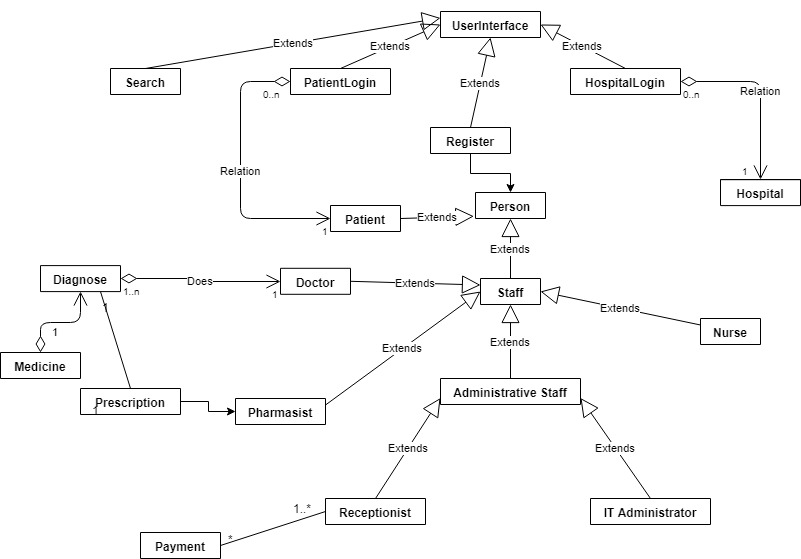 UserInterface
Extends
Extends
Extends
Search
PatientLogin
HospitalLogin
Extends
0..n
0..n
Relation
Register
Relation
1
Hospital
Person
Patient
Extends
1
Extends
Diagnose
Does
Doctor
Extends
Staff
1..n
1
1
Extends
1
Nurse
Extends
Extends
Medicine
Prescription
1
Pharmasist
Administrative Staff
Extends
Extends
1..*
Receptionist
IT Administrator
*
Payment